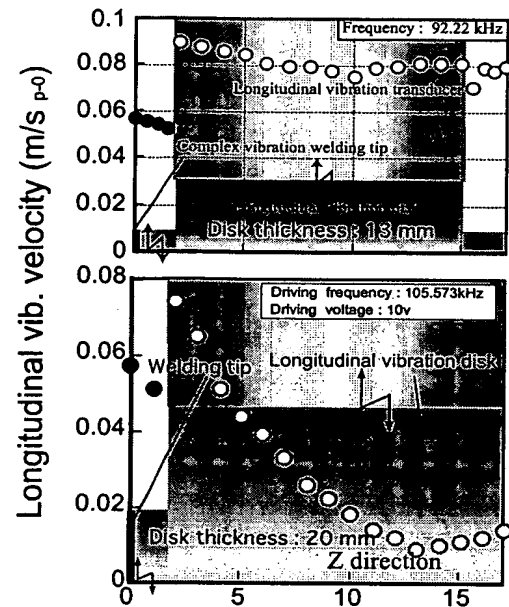 Longitudinal vib. velocity (m/s p-0)
0.1
Frequency : 92.22 kHz
0.08
Longitudinal vibration transducer
0.06
0.04
Complex vibration welding tip
0.02
Disk thickness : 13 mm
0
0.08
Driving frequency : 105.573kHz
Driving voltage : 10v
0.06
Welding tip
Longitudinal vibration disk
0.04
0.02
Disk thickness : 20 mm
Z direction
0
0
5
10
15